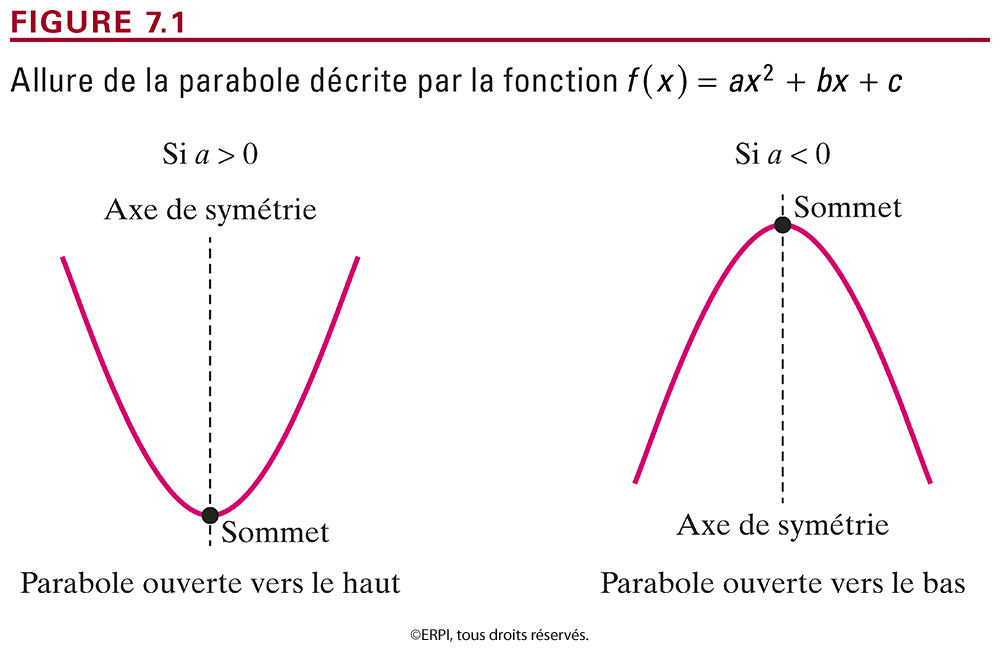 FIGURE 7.1
Allure de la parabole décrite par la fonction f(x) = ax² + bx + c
Si a > 0
Axe de symétrie
Sommet
Parabole ouverte vers le haut
Si a < 0
Sommet
Axe de symétrie
Parabole ouverte vers le bas
©ERPI, tous droits réservés.